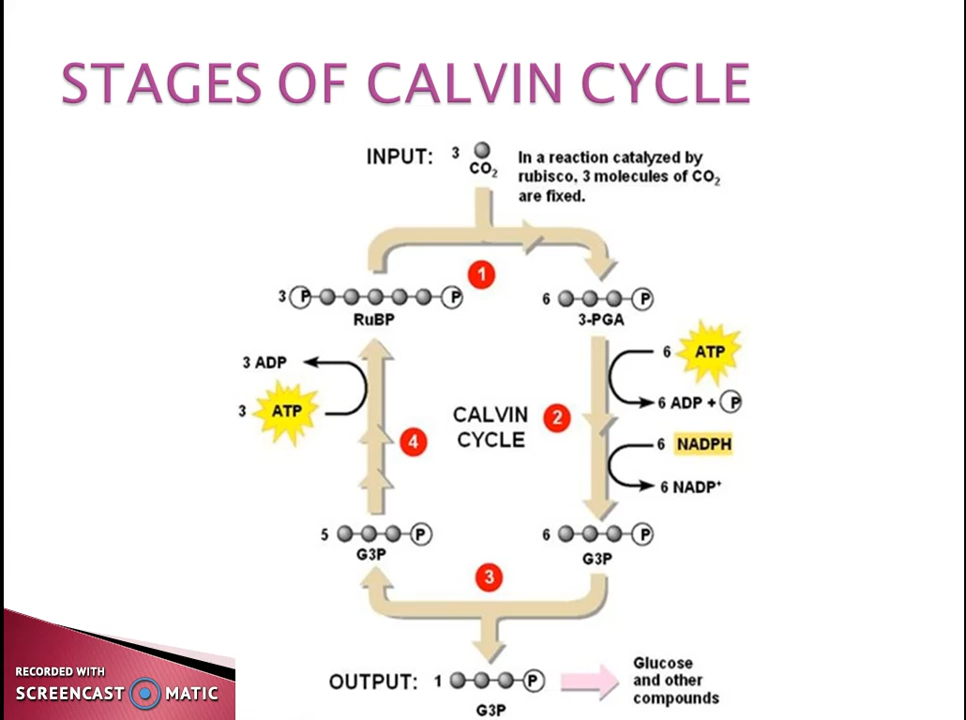 STAGES OF CALVIN CYCLE
INPUT: 3 CO₂
In a reaction catalyzed by
rubisco, 3 molecules of CO₂
are fixed.
1
3 P P
RuBP
6 P
3-PGA
3 ADP
3 ATP
6 ATP
6 ADP + P
CALVIN
CYCLE
2
4
6 NADPH
6 NADP⁺
5 P
G3P
6 P
G3P
3
OUTPUT: 1 P
G3P
Glucose
and other
compounds
RECORDED WITH
SCREENCAST MATIC